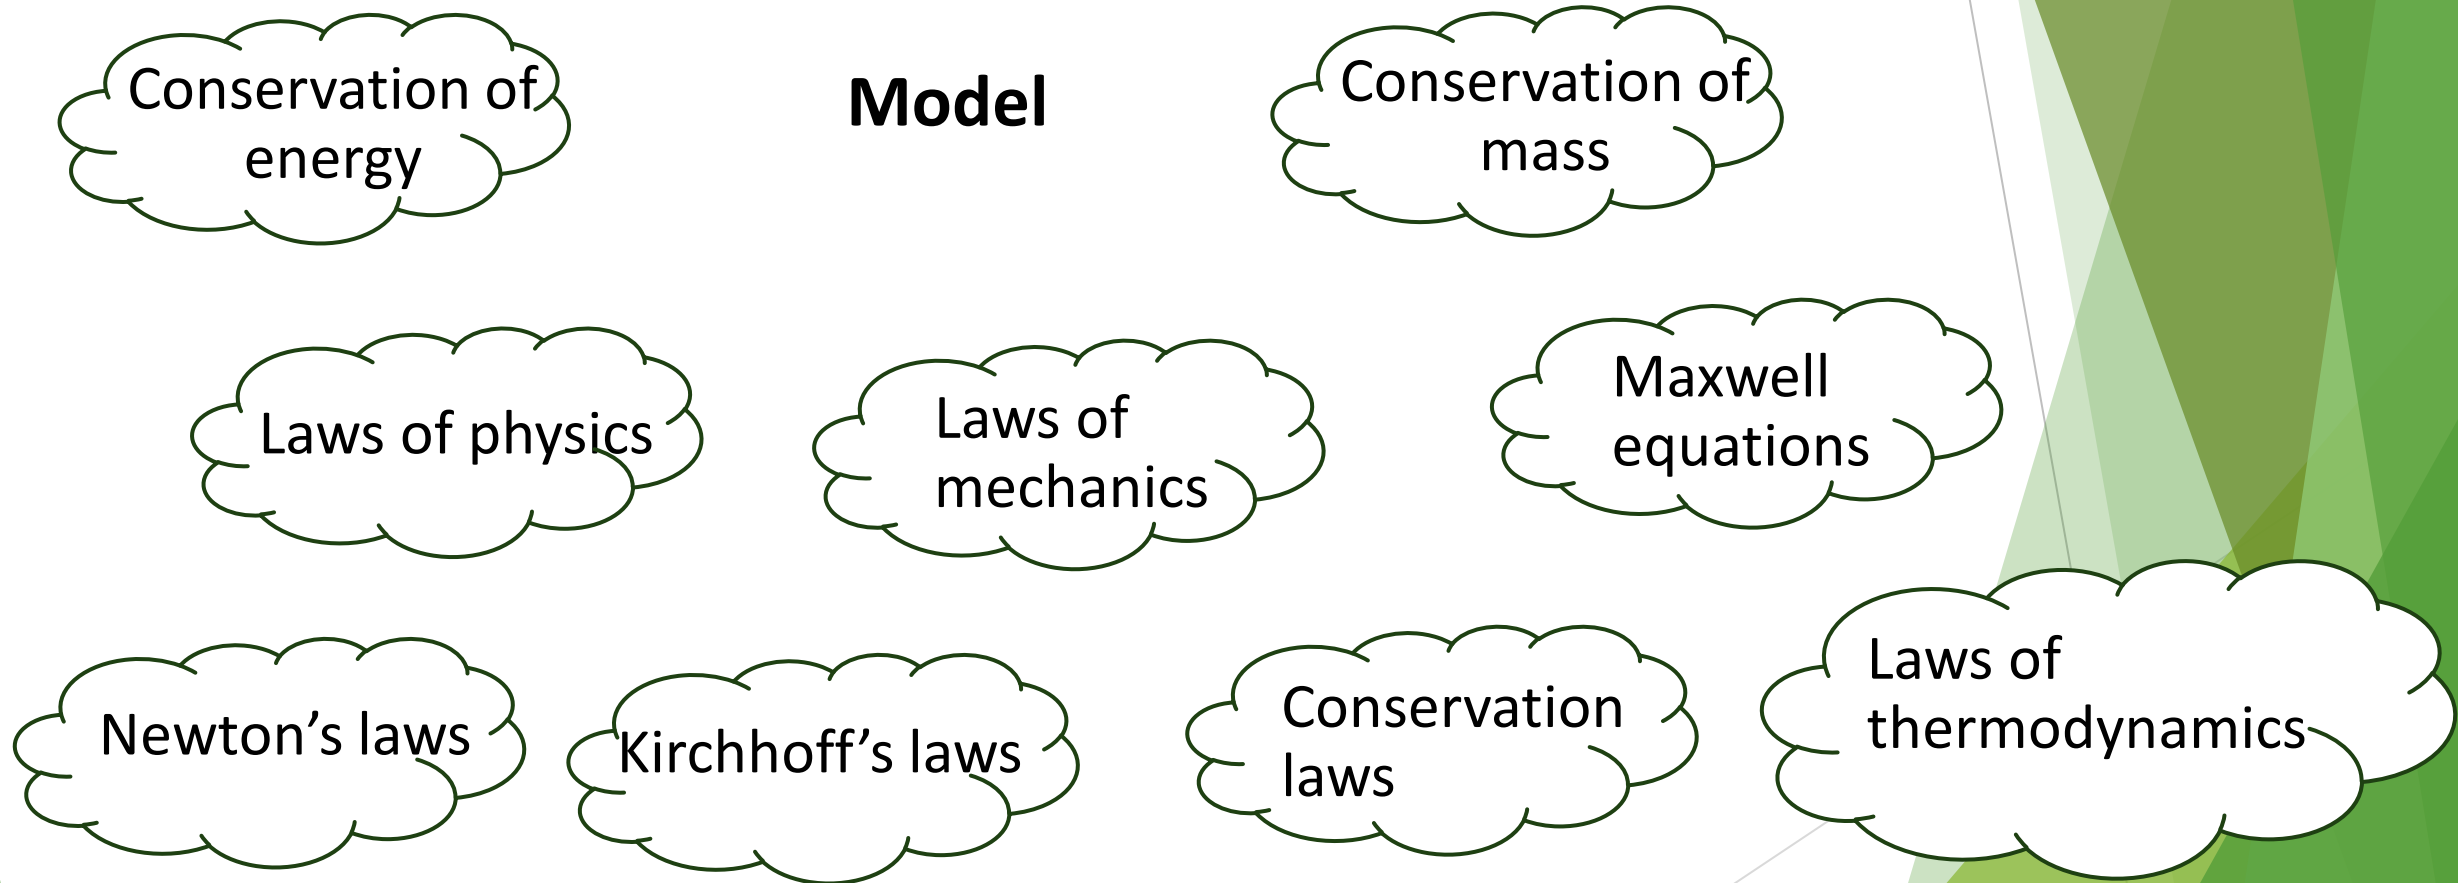 Conservation of
energy
Model
Conservation of
mass
Laws of physics
Laws of
mechanics
Maxwell
equations
Newton’s laws
Kirchhoff’s laws
Conservation
laws
Laws of
thermodynamics